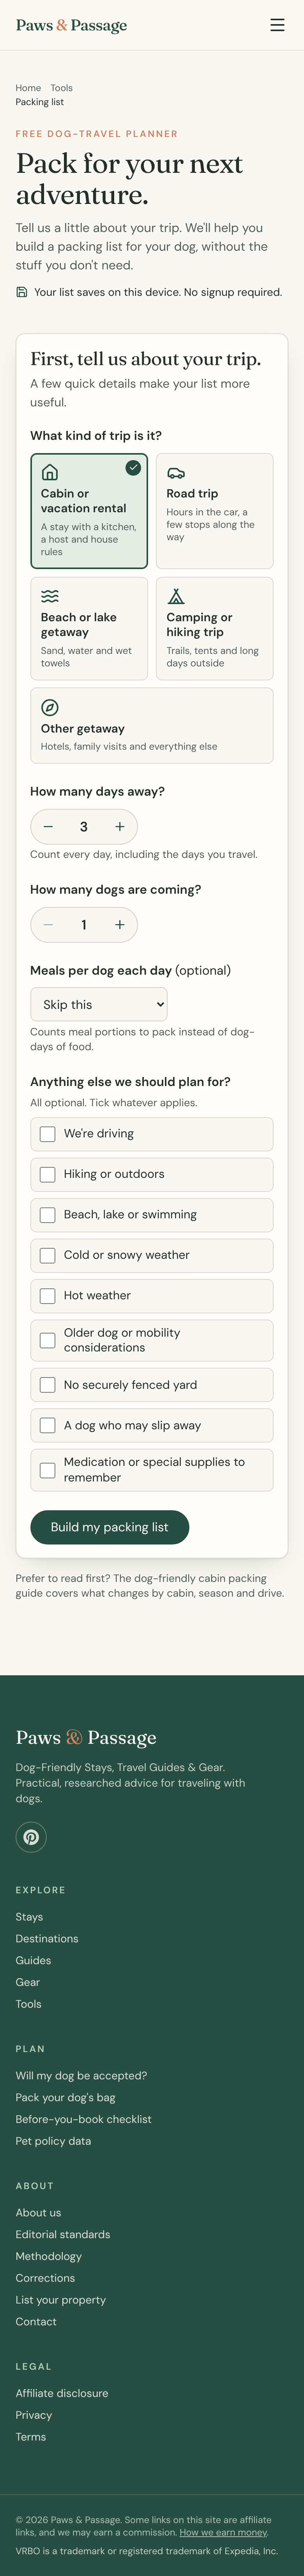 Paws & Passage
Home Tools
Packing list
FREE DOG-TRAVEL PLANNER
Pack for your next
adventure.
Tell us a little about your trip. We'll help you
build a packing list for your dog, without the
stuff you don't need.
Your list saves on this device. No signup required.
First, tell us about your trip.
A few quick details make your list more
useful.
What kind of trip is it?
Cabin or
vacation rental
A stay with a kitchen,
a host and house
rules
Road trip
Hours in the car, a
few stops along the
way
Beach or lake
getaway
Sand, water and wet
towels
Camping or
hiking trip
Trails, tents and long
days outside
Other getaway
Hotels, family visits and everything else
How many days away?
− 3 +
Count every day, including the days you travel.
How many dogs are coming?
− 1 +
Meals per dog each day (optional)
Skip this
Counts meal portions to pack instead of dog-
days of food.
Anything else we should plan for?
All optional. Tick whatever applies.
We're driving
Hiking or outdoors
Beach, lake or swimming
Cold or snowy weather
Hot weather
Older dog or mobility
considerations
No securely fenced yard
A dog who may slip away
Medication or special supplies to
remember
Build my packing list
Prefer to read first? The dog-friendly cabin packing
guide covers what changes by cabin, season and drive.
Paws & Passage
Dog-Friendly Stays, Travel Guides & Gear.
Practical, researched advice for traveling with
dogs.
EXPLORE
Stays
Destinations
Guides
Gear
Tools
PLAN
Will my dog be accepted?
Pack your dog's bag
Before-you-book checklist
Pet policy data
ABOUT
About us
Editorial standards
Methodology
Corrections
List your property
Contact
LEGAL
Affiliate disclosure
Privacy
Terms
© 2026 Paws & Passage. Some links on this site are affiliate
links, and we may earn a commission. How we earn money.
VRBO is a trademark or registered trademark of Expedia, Inc.